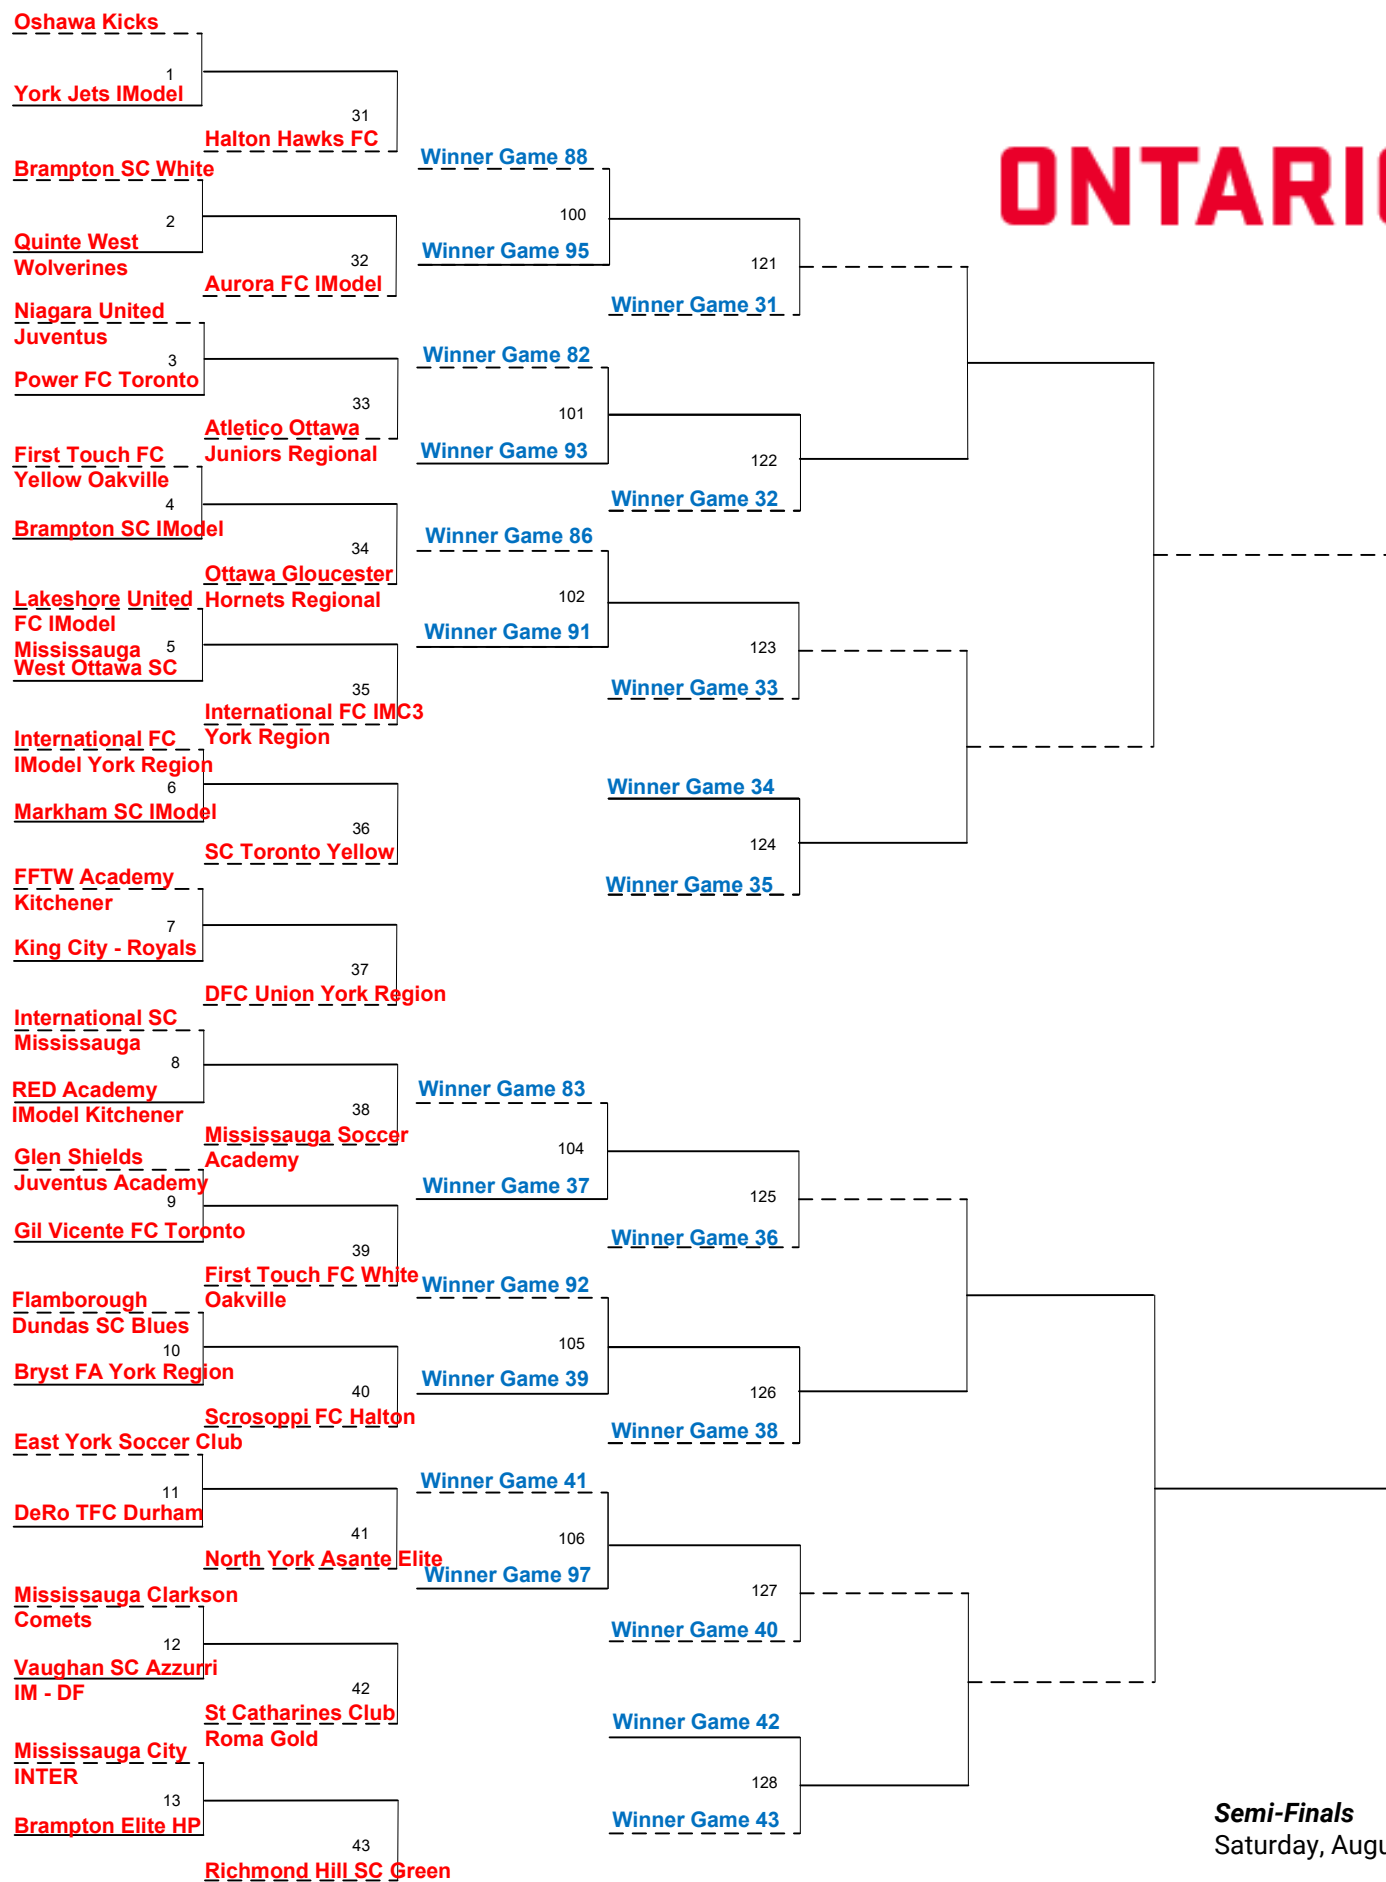 Oshawa Kicks
1
York Jets IModel
31
Halton Hawks FC
Brampton SC White
2
Quinte West
Wolverines
32
Aurora FC IModel
Niagara United
Juventus
3
Power FC Toronto
33
Atletico Ottawa
Juniors Regional
First Touch FC
Yellow Oakville
4
Brampton SC IModel
34
Ottawa Gloucester
Hornets Regional
Lakeshore United
FC IModel
Mississauga
5
West Ottawa SC
35
International FC IMC3
York Region
International FC
IModel York Region
6
Markham SC IModel
36
SC Toronto Yellow
FFTW Academy
Kitchener
7
King City - Royals
37
DFC Union York Region
International SC
Mississauga
8
RED Academy
IModel Kitchener
38
Mississauga Soccer
Academy
Glen Shields
Juventus Academy
9
Gil Vicente FC Toronto
39
First Touch FC White
Oakville
Flamborough
Dundas SC Blues
10
Bryst FA York Region
40
Scrosoppi FC Halton
East York Soccer Club
11
DeRo TFC Durham
41
North York Asante Elite
Mississauga Clarkson
Comets
12
Vaughan SC Azzurri
IM - DF
42
St Catharines Club
Roma Gold
Mississauga City
INTER
13
Brampton Elite HP
43
Richmond Hill SC Green
Winner Game 88
100
Winner Game 95
121
Winner Game 31
Winner Game 82
101
Winner Game 93
122
Winner Game 32
Winner Game 86
102
Winner Game 91
123
Winner Game 33
Winner Game 34
124
Winner Game 35
Winner Game 83
104
Winner Game 37
125
Winner Game 36
Winner Game 92
105
Winner Game 39
126
Winner Game 38
Winner Game 41
106
Winner Game 97
127
Winner Game 40
Winner Game 42
128
Winner Game 43
ONTARIO
Semi-Finals
Saturday, Augu